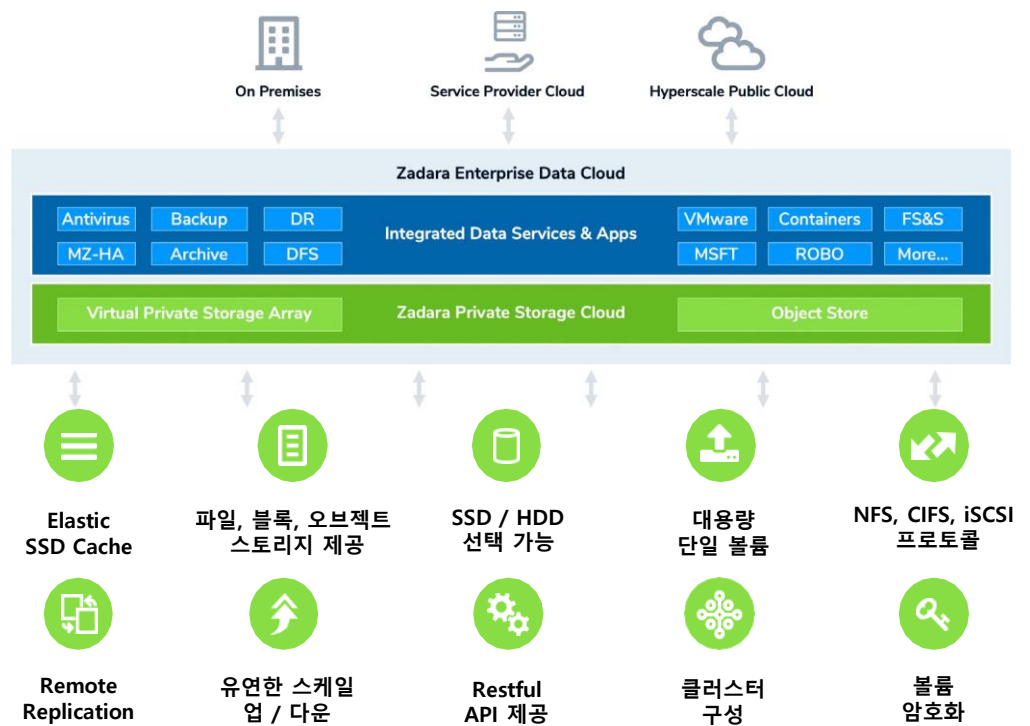 On Premises
Service Provider Cloud
Hyperscale Public Cloud
Zadara Enterprise Data Cloud
Antivirus
Backup
DR
MZ-HA
Archive
DFS
Integrated Data Services & Apps
VMware
Containers
FS&S
MSFT
ROBO
More...
Virtual Private Storage Array
Zadara Private Storage Cloud
Object Store
Elastic
SSD Cache
파일, 블록, 오브젝트
스토리지 제공
SSD / HDD
선택 가능
대용량
단일 볼륨
NFS, CIFS, iSCSI
프로토콜
Remote
Replication
유연한 스케일
업 / 다운
Restful
API 제공
클러스터
구성
볼륨
암호화